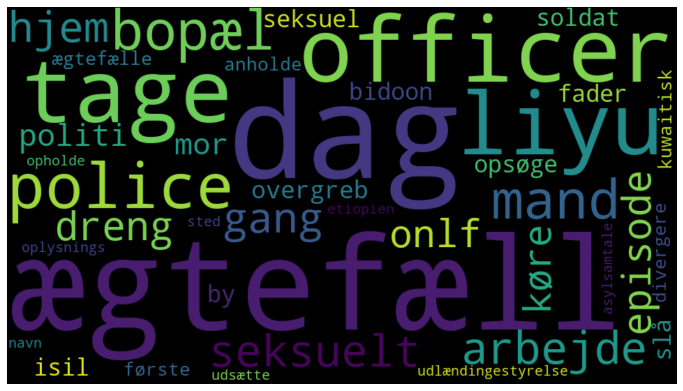 hjem
bopæl
seksuel
officer
soldat
ægtefælle
anholde
tage
dag
bidoon
liyu
fader
kuwaitisk
politi
mor
opholde
opsøge
police
overgreb
mand
episode
dreng
gang
etiopien
onlf
køre
sted
oplysnings
asylsamtale
divergere
ægtefæll
by
slå
navn
isil
første
seksuelt
udsætte
arbejde
udlændingestyrelse